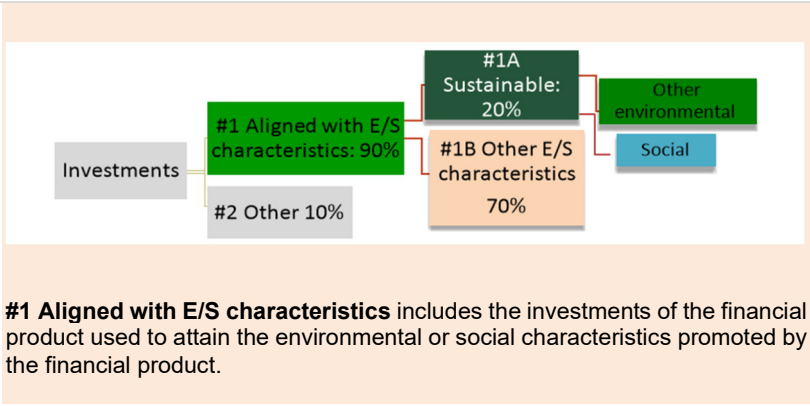 #1A
Sustainable:
20%
Other
environmental
#1 Aligned with E/S
characteristics: 90%
#1B Other E/S
characteristics
70%
Social
Investments
#2 Other 10%
#1 Aligned with E/S characteristics includes the investments of the financial
product used to attain the environmental or social characteristics promoted by
the financial product.